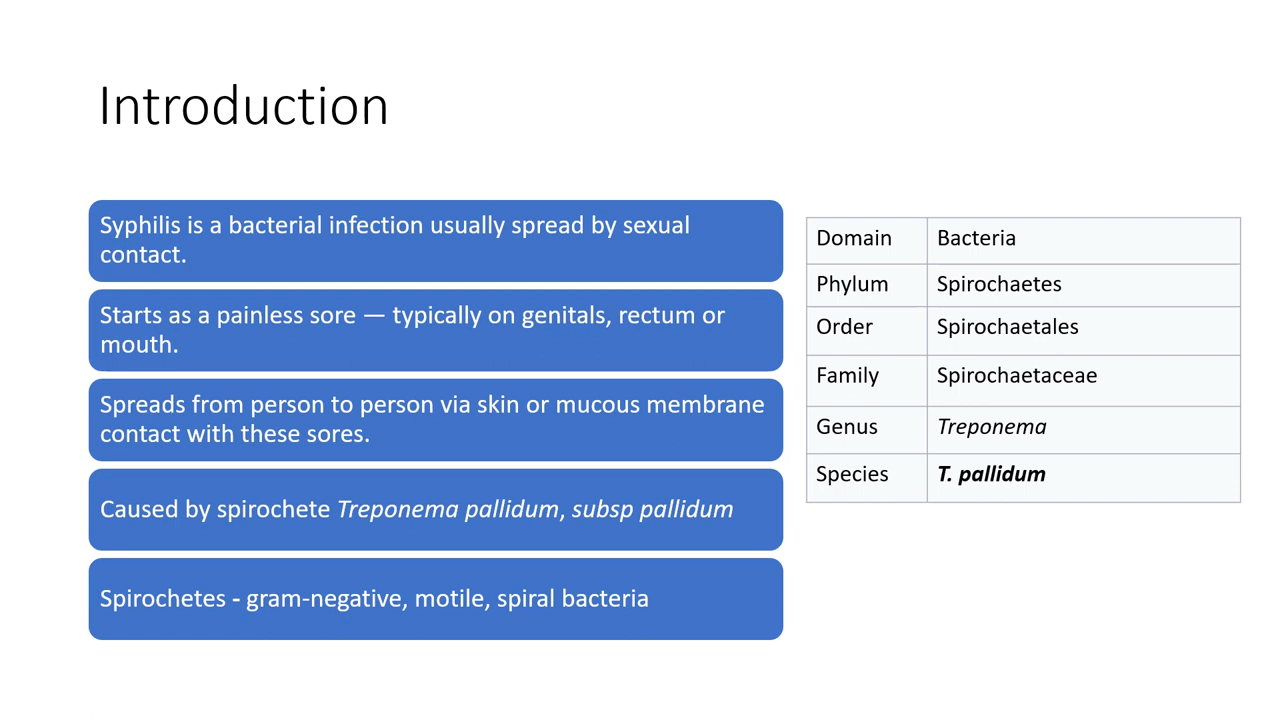 Introduction
Syphilis is a bacterial infection usually spread by sexual
contact.
Starts as a painless sore — typically on genitals, rectum or
mouth.
Spreads from person to person via skin or mucous membrane
contact with these sores.
Caused by spirochete Treponema pallidum, subsp pallidum
Spirochetes - gram-negative, motile, spiral bacteria
Domain Bacteria
Phylum Spirochaetes
Order Spirochaetales
Family Spirochaetaceae
Genus Treponema
Species T. pallidum